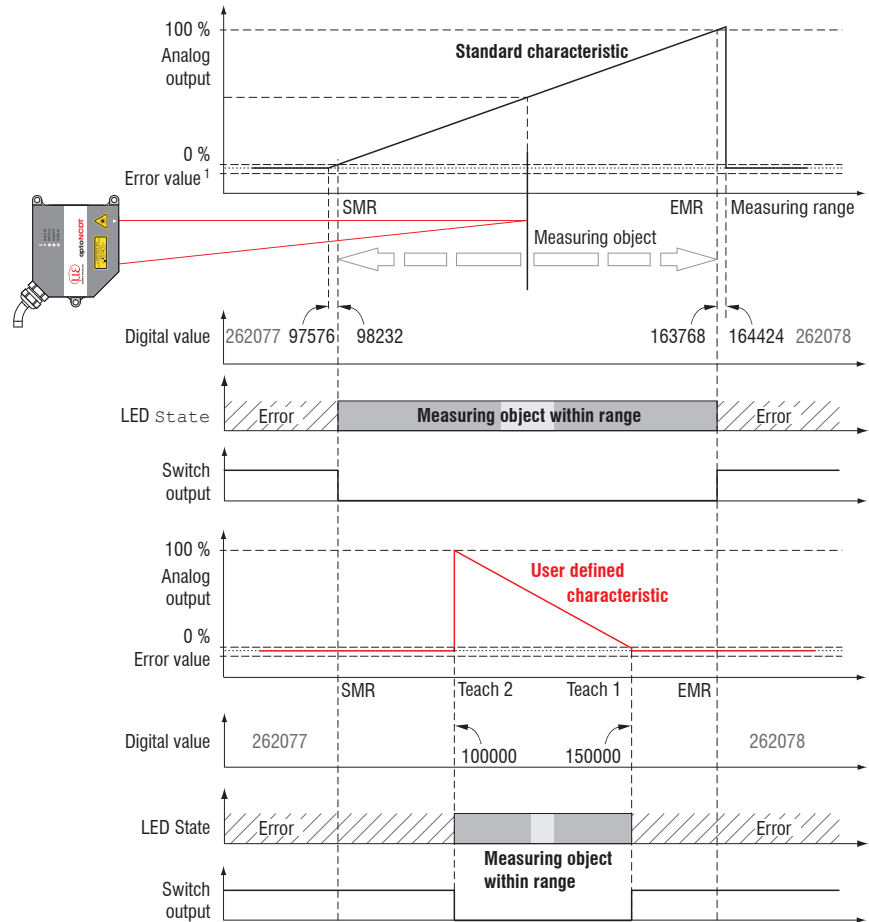 100 %
Analog
output
Standard characteristic
0 %
Error value 1
SMR
EMR
Measuring range
optoNCDT
Measuring object
Digital value
262077
97576
98232
163768
164424
262078
LED State
Error
Measuring object within range
Error
Switch
output
100 %
Analog
output
User defined
characteristic
0 %
Error value
SMR
Teach 2
Teach 1
EMR
Digital value
262077
100000
150000
262078
LED State
Error
Error
Measuring object
within range
Switch
output